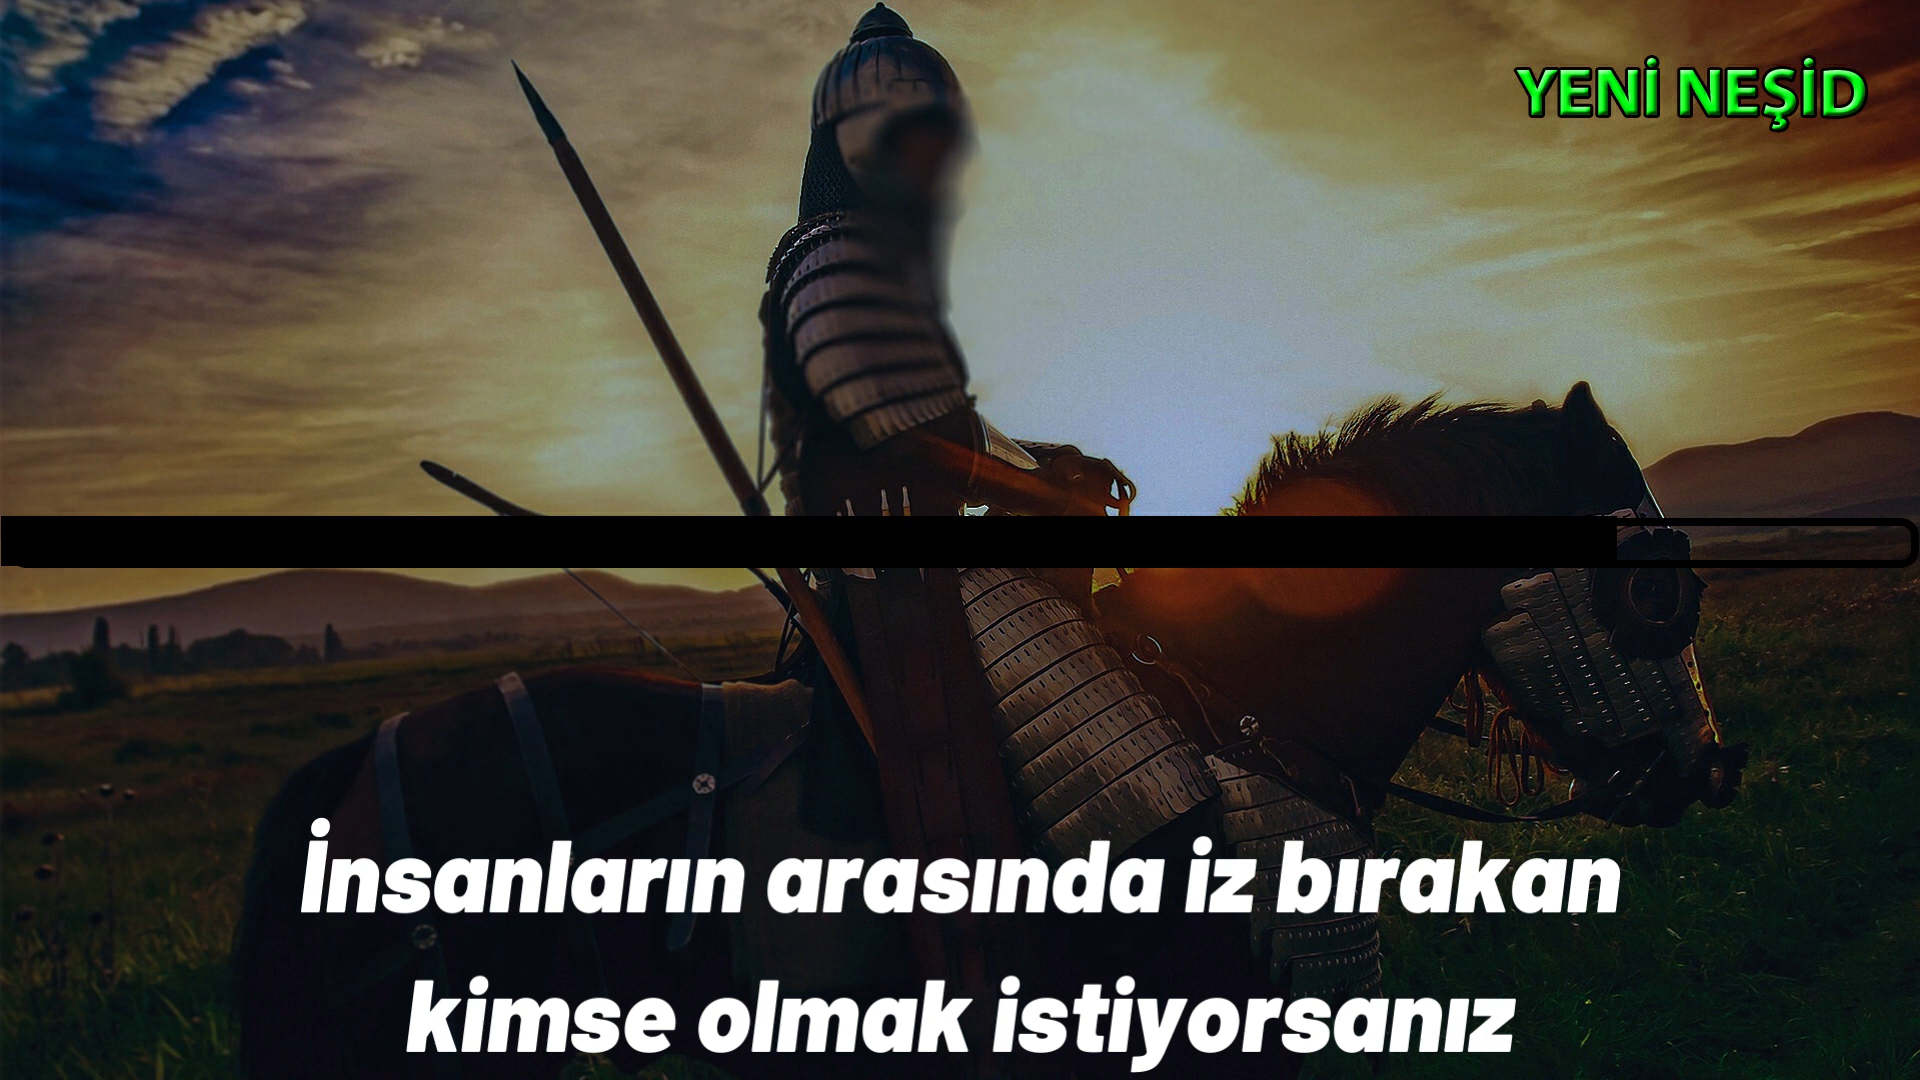 YENİ NEŞİD
İnsanların arasında iz bırakan
kimse olmak istiyorsanız